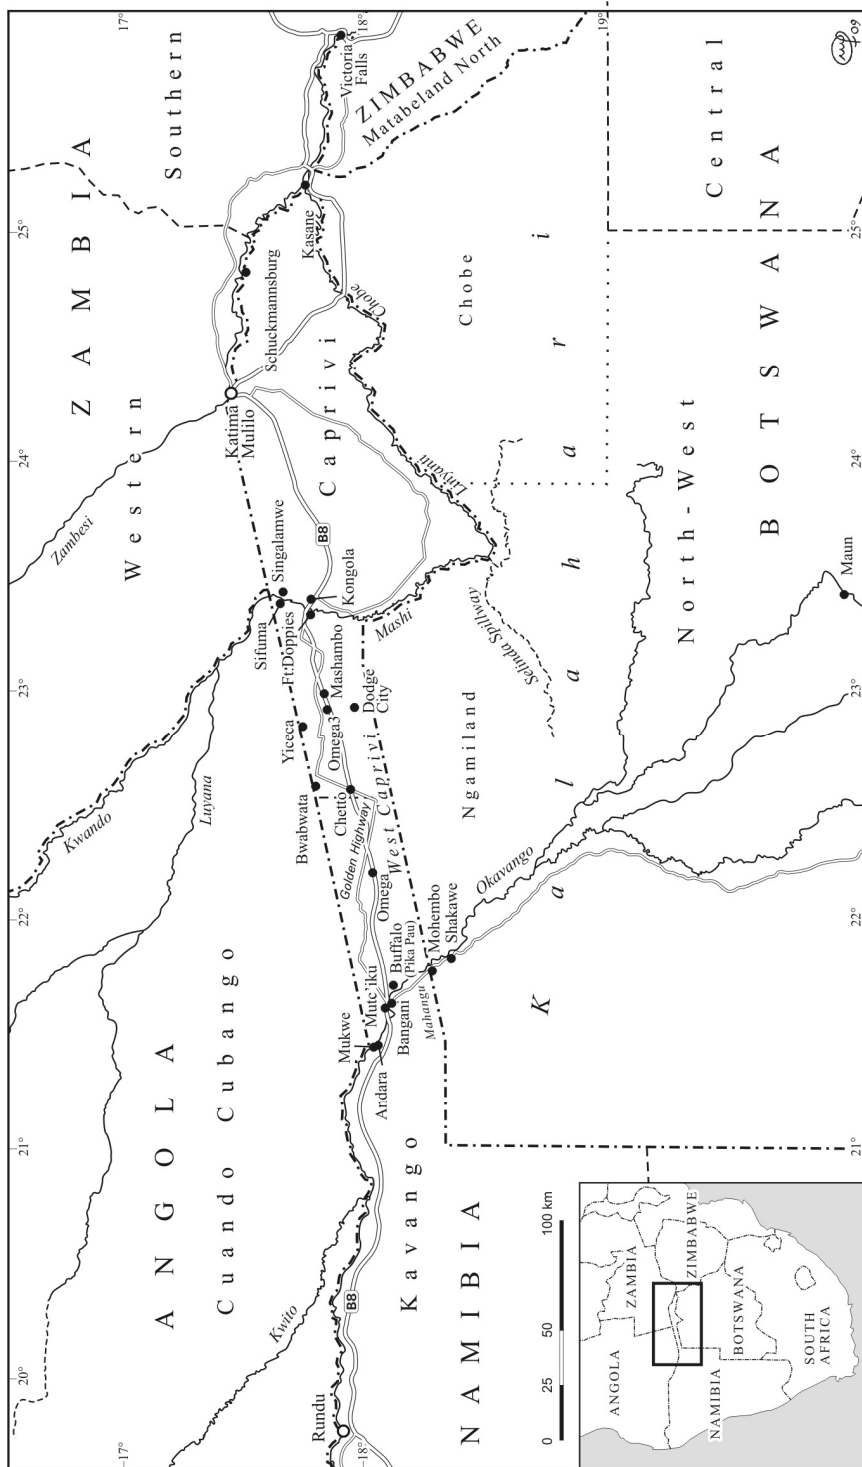 20°
21°
22°
23°
24°
25°
ZAMBIA
Zambesi
Kwando
17°
Western
17°
ANGOLA
Southern
Cuando Cubango
Luyana
Kwito
Katima
Mulilo
Schuckmannsburg
Singalamwe
Sifuma
Ft.Doppies
Yiceca
Bwabwata
B8
Kongola
Kasane
Caprivi
Rundu
Mukwe
Mashambo
Omega3
Chetto
Golden Highway
Victoria
Falls
18°
B8
18°
ZIMBABWE
Matabeland North
Andara
Mutc'iku
Bangani
Buffalo
(Pika Pau)
Omega
West Caprivi
Dodge
City
Mashi
Chobe
Linyanti
Kavango
Mahangu
Mohembo
Shakawe
Ngamiland
Chobe
NAMIBIA
Selinda Spillway
Okavango
Kalahari
19°
North-West
Central
BOTSWANA
Maun
0
25
50
100 km
ANGOLA
ZAMBIA
ZIMBABWE
NAMIBIA
BOTSWANA
SOUTH
AFRICA
21°
22°
23°
24°
25°